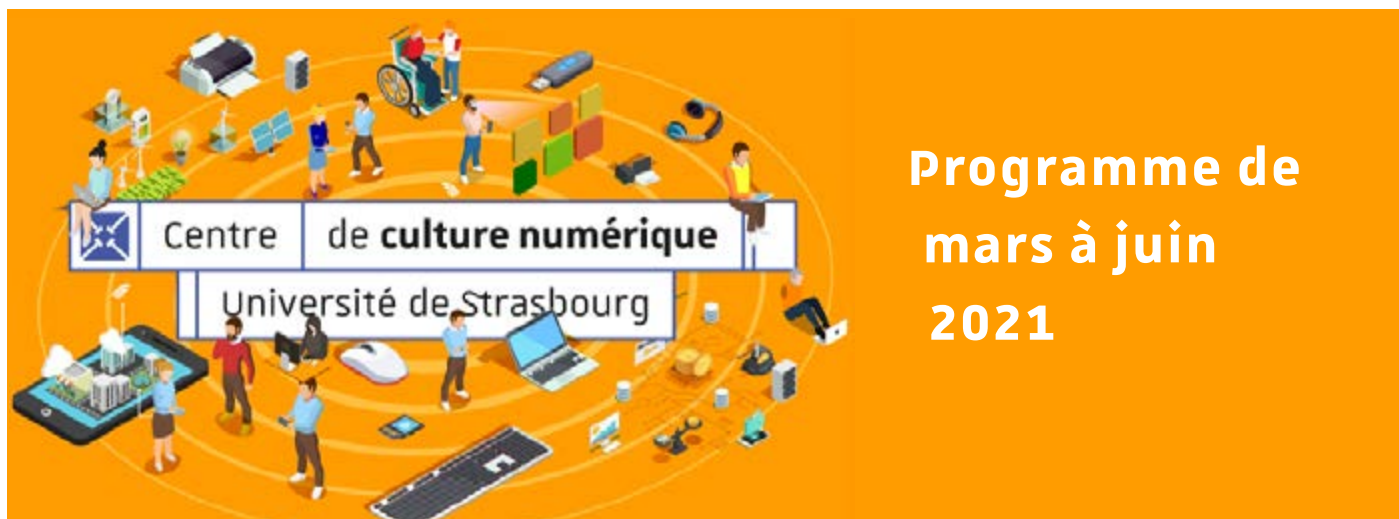 Centre de culture numérique
Université de Strasbourg
Programme de
mars à juin
2021